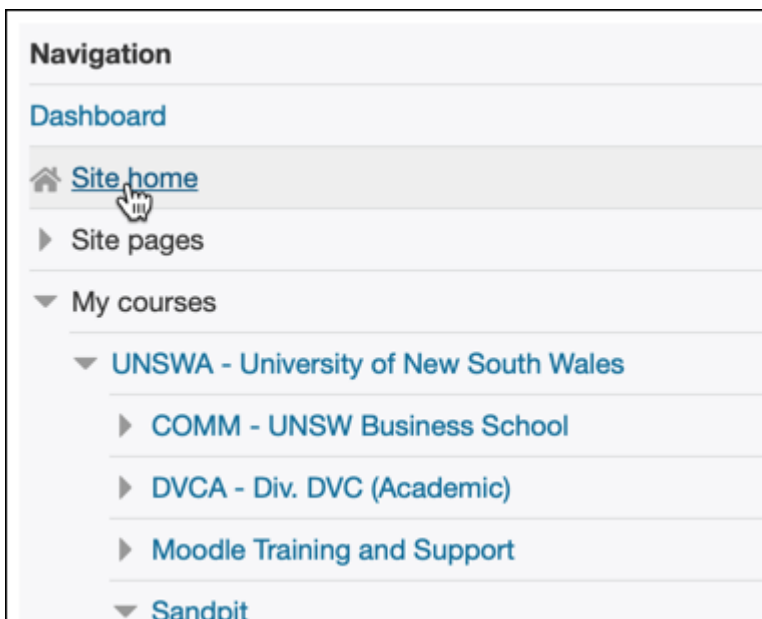 Navigation
Dashboard
Site home
Site pages
My courses
UNSWA - University of New South Wales
COMM - UNSW Business School
DVCA - Div. DVC (Academic)
Moodle Training and Support
Sandpit